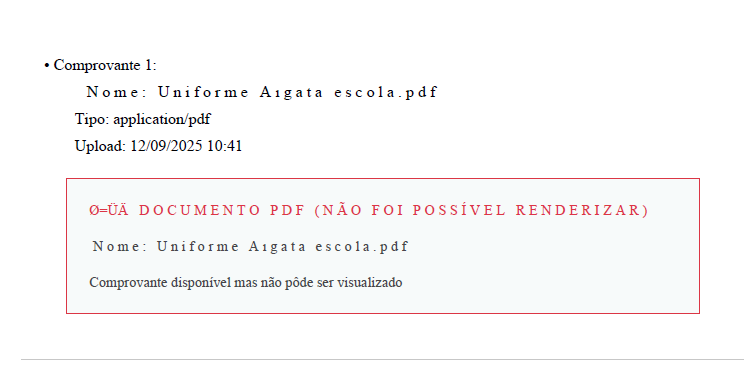 • Comprovante 1:
Nome: Uniforme Aıgata escola.pdf
Tipo: application/pdf
Upload: 12/09/2025 10:41
Ø=ÜÄ DOCUMENTO PDF (NÃO FOI POSSÍVEL RENDERIZAR)
Nome: Uniforme Aıgata escola.pdf
Comprovante disponível mas não pôde ser visualizado